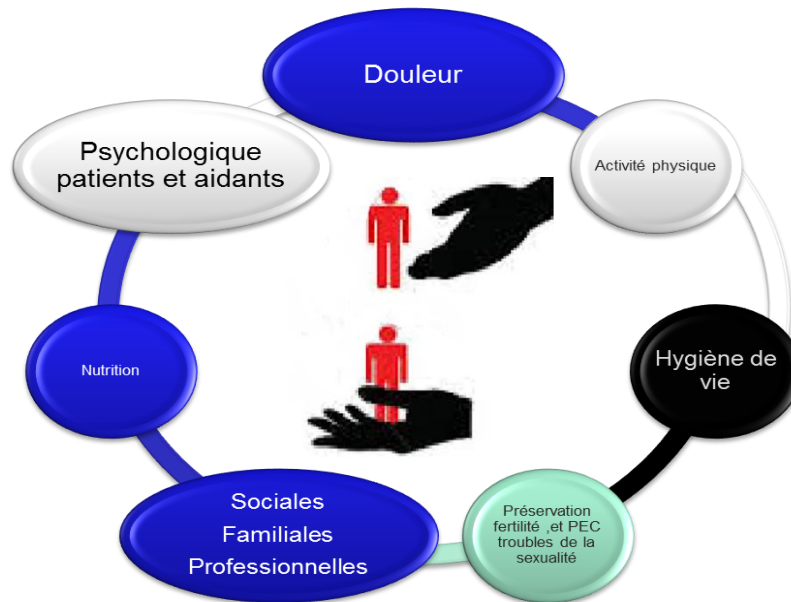 Douleur
Activité physique
Hygiène de
vie
Préservation
fertilité ,et PEC
troubles de la
sexualité
Sociales
Familiales
Professionnelles
Nutrition
Psychologique
patients et aidants